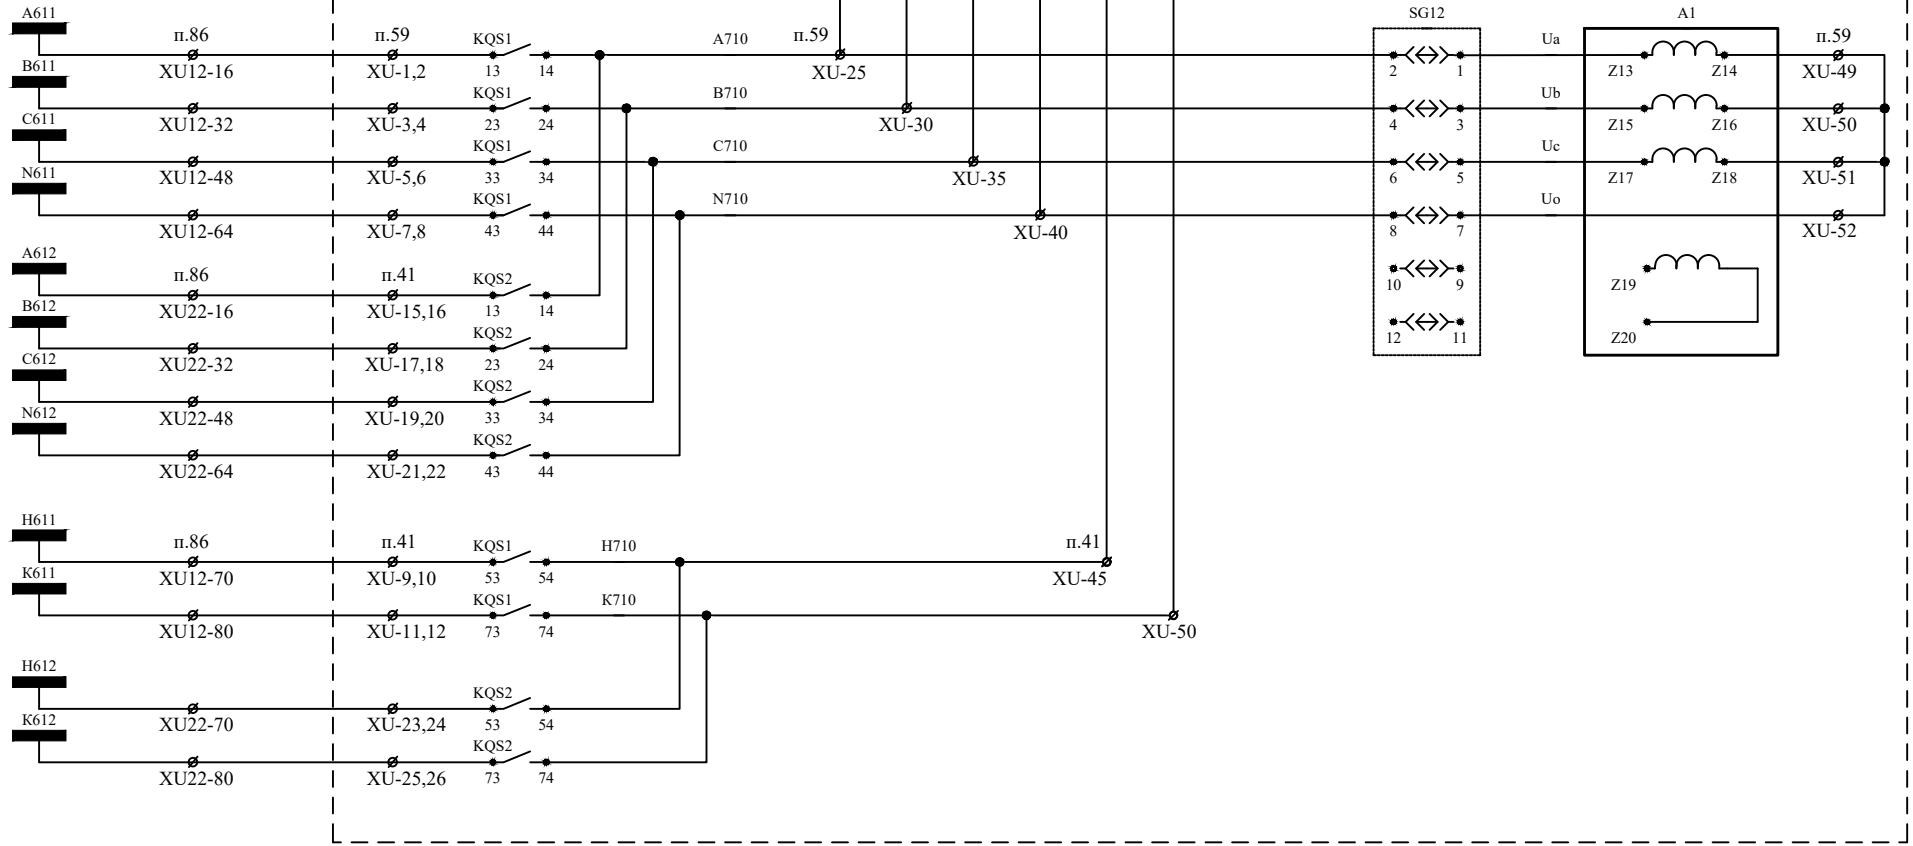 A611
SG12
A1
п.86
п.59
KQS1
A710
п.59
Ua
п.59
XU12-16
XU-1,2
13
14
XU-25
2
1
Z13
Z14
XU-49
B611
KQS1
B710
Ub
XU12-32
XU-3,4
23
24
XU-30
4
3
Z15
Z16
XU-50
C611
KQS1
C710
Uc
XU12-48
XU-5,6
33
34
XU-35
6
5
Z17
Z18
XU-51
N611
KQS1
N710
Uo
XU12-64
XU-7,8
43
44
XU-40
8
7
XU-52
A612
п.86
п.41
KQS2
10
9
Z19
XU22-16
XU-15,16
13
14
B612
KQS2
12
11
Z20
XU22-32
XU-17,18
23
24
C612
KQS2
XU22-48
XU-19,20
33
34
N612
KQS2
XU22-64
XU-21,22
43
44
H611
п.86
п.41
KQS1
H710
п.41
XU12-70
XU-9,10
53
54
XU-45
K611
KQS1
K710
XU12-80
XU-11,12
73
74
XU-50
H612
KQS2
XU22-70
XU-23,24
53
54
K612
KQS2
XU22-80
XU-25,26
73
74